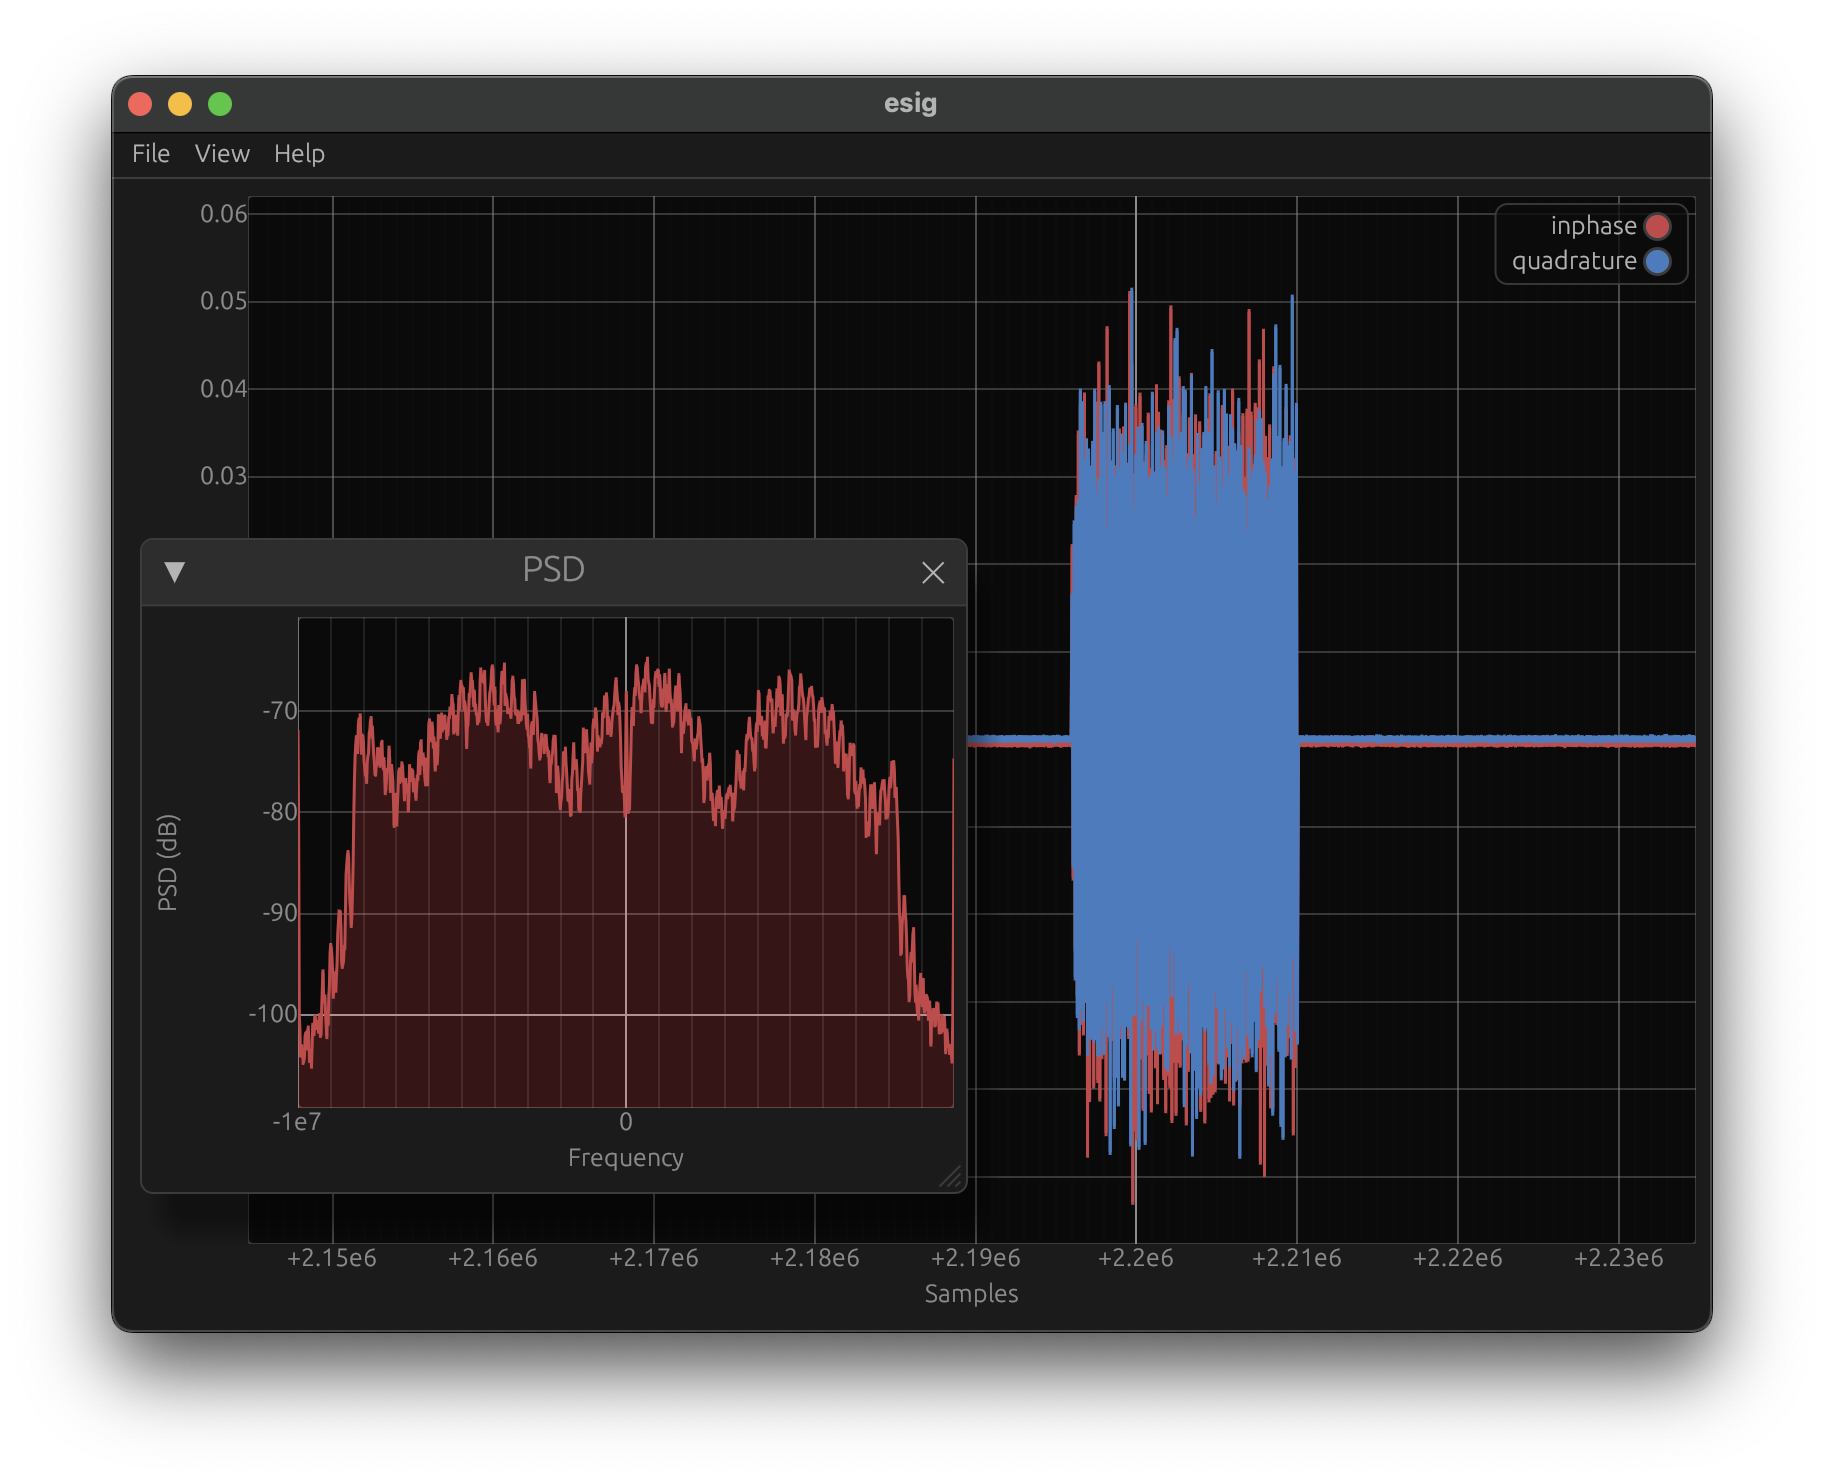 esig
File View Help
0.06
0.05
0.04
0.03
inphase
quadrature
PSD
PSD (dB)
-70
-80
-90
-100
-1e7
0
Frequency
+2.15e6
+2.16e6
+2.17e6
+2.18e6
+2.19e6
+2.2e6
+2.21e6
+2.22e6
+2.23e6
Samples